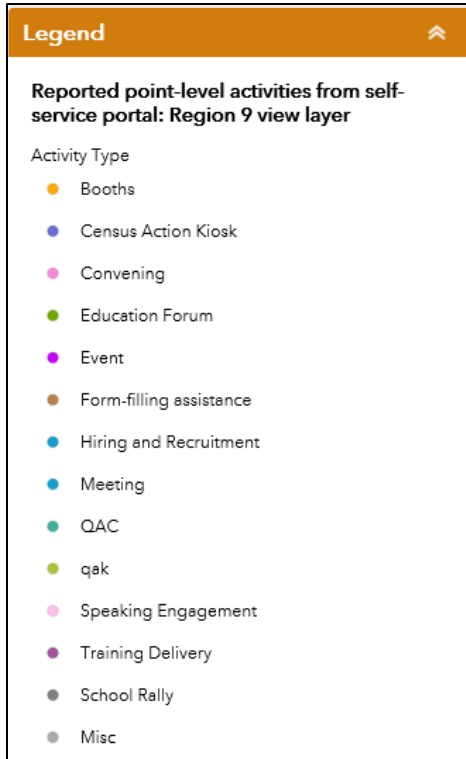 Legend
Reported point-level activities from self-
service portal: Region 9 view layer
Activity Type
Booths
Census Action Kiosk
Convening
Education Forum
Event
Form-filling assistance
Hiring and Recruitment
Meeting
QAC
qak
Speaking Engagement
Training Delivery
School Rally
Misc